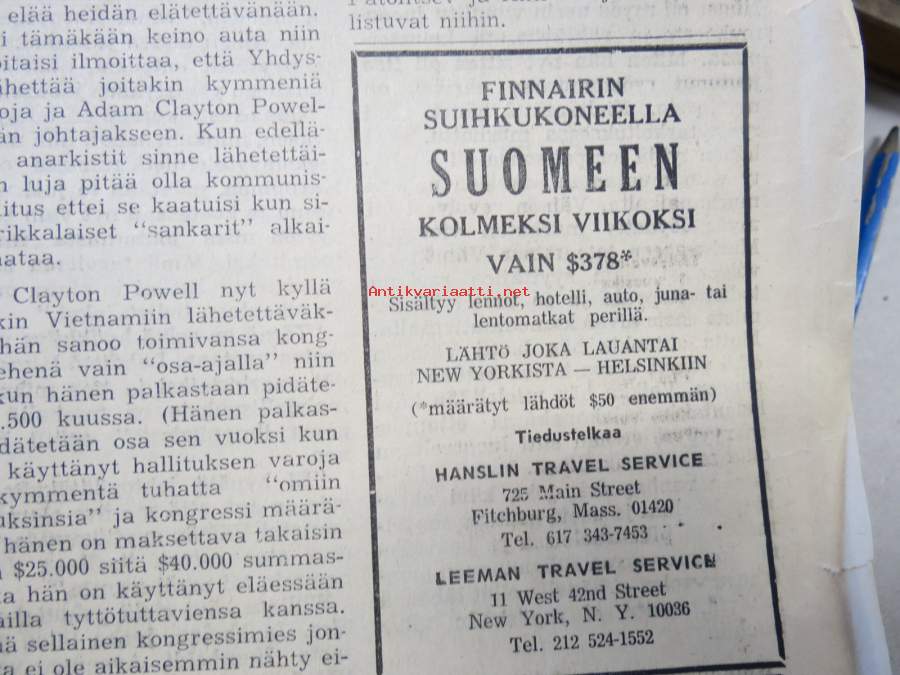 elää heidän elätettävänään.
i tämäkään keino auta niin
oitaisi ilmoittaa, että Yhdys-
ähettää joitakin kymmeniä
oja ja Adam Clayton Powel-
än johtajakseen. Kun edellä-
anarkistit sinne lähetettäi-
n luja pitää olla kommunis-
litus ettei se kaatuisi kun si-
rikkalaiset "sankarit" alkai-
nataa.
Clayton Powell nyt kyllä
kin Vietnamiin lähetettäväk-
hän sanoo toimivansa kong-
ehenä vain "osa-ajalla" niin
kun hänen palkastaan pidäte-
.500 kuussa. (Hänen palkas-
dätetään osa sen vuoksi kun
käyttänyt hallituksen varoja
kymmentä tuhatta "omiin
uksinsia" ja kongressi määrä-
hänen on maksettava takaisin
$25.000 siitä $40.000 summas-
ka hän on käyttänyt eläessään
ailla tyttötuttaviensa kanssa.
ä sellainen kongressimies jon-
a ei ole aikaisemmin nähty ei-
listuvat niihin.
FINNAIRIN
SUIHKUKONEELLA
SUOMEEN
KOLMEKSI VIIKOKSI
VAIN $378*
Antikvariaatti.net
Sisältyy lennot, hotelli, auto, juna- tai
lentomatkat perillä.
LÄHTÖ JOKA LAUANTAI
NEW YORKISTA — HELSINKIIN
(*määrätyt lähdöt $50 enemmän)
Tiedustelkaa
HANSLIN TRAVEL SERVICE
725 Main Street
Fitchburg, Mass. 01420
Tel. 617 343-7453
LEEMAN TRAVEL SERVICE
11 West 42nd Street
New York, N. Y. 10036
Tel. 212 524-1552